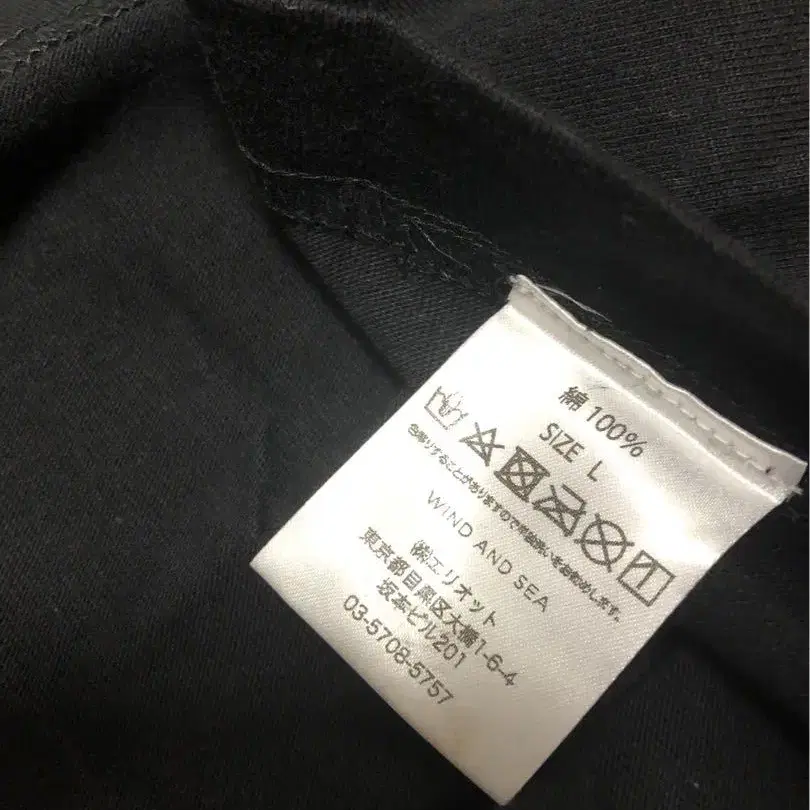 綿 100%
SIZE L
色移りすることがありますので単独洗いをお勧めします。
WIND AND SEA
㈱エリオット
東京都目黒区大橋1-6-4
坂本ビル201
03-5708-5757